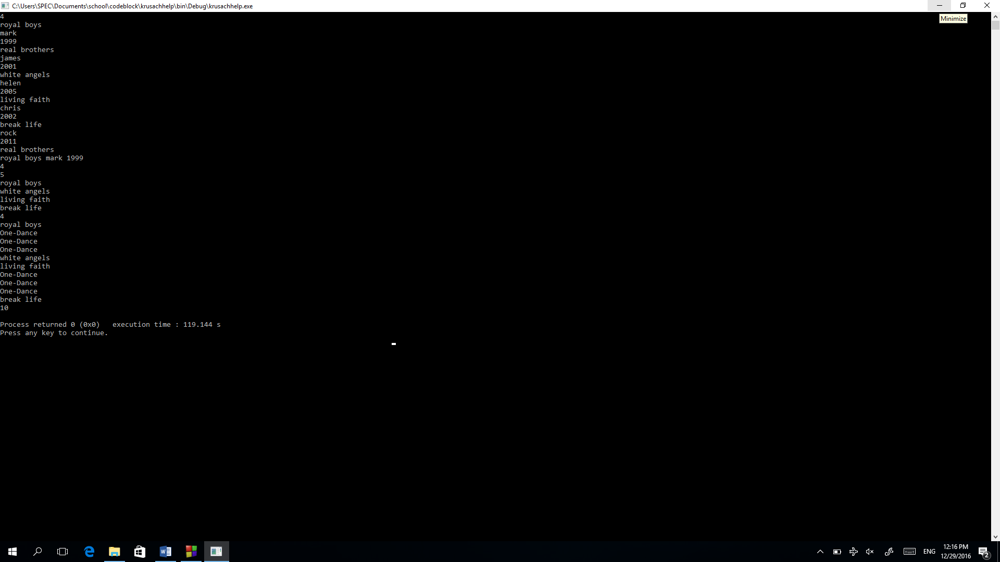 C:\Users\SPEC\Documents\school\codeblock\krusachhelp\bin\Debug\krusachhelp.exe
Minimize
4
royal boys
mark
1999
real brothers
james
2001
white angels
helen
2005
living faith
chris
2002
break life
rock
2011
real brothers
royal boys mark 1999
4
5
royal boys
white angels
living faith
break life
4
royal boys
One-Dance
One-Dance
One-Dance
white angels
living faith
One-Dance
One-Dance
One-Dance
break life
10
Process returned 0 (0x0)   execution time : 119.144 s
Press any key to continue.
ENG
12:16 PM
12/29/2016
2